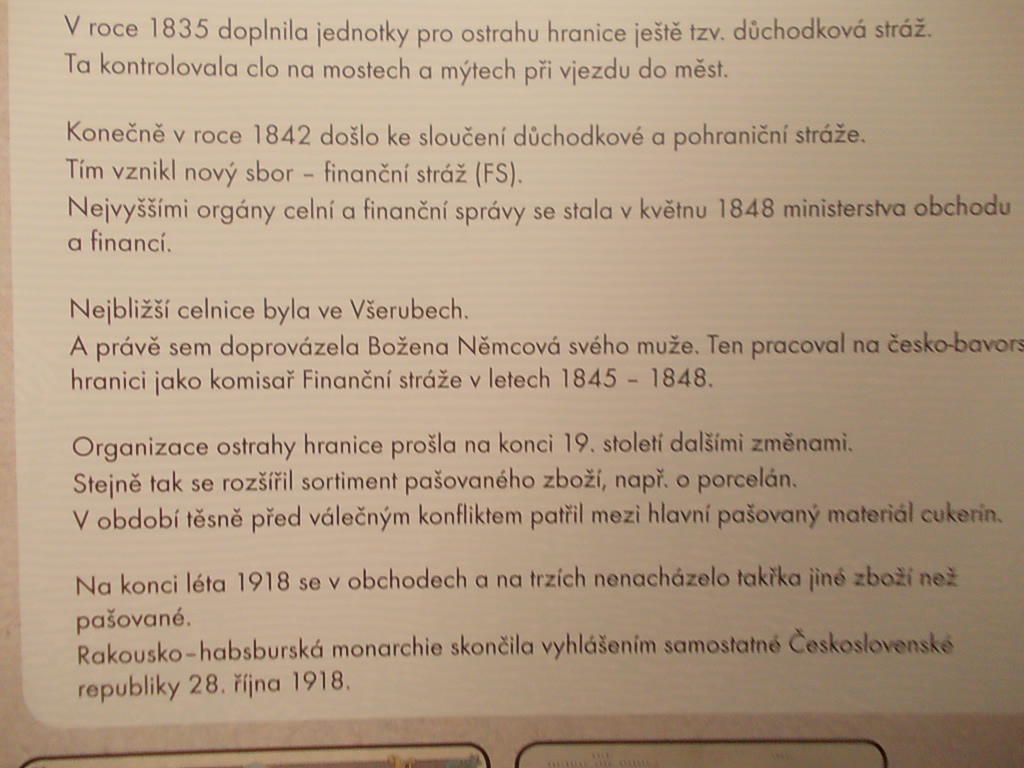 V roce 1835 doplnila jednotky pro ostrahu hranice ještě tzv. důchodková stráž.
Ta kontrolovala clo na mostech a mýtech při vjezdu do měst.
Konečně v roce 1842 došlo ke sloučení důchodkové a pohraniční stráže.
Tím vznikl nový sbor – finanční stráž (FS).
Nejvyššími orgány celní a finanční správy se stala v květnu 1848 ministerstva obchodu
a financí.
Nejbližší celnice byla ve Všerubech.
A právě sem doprovázela Božena Němcová svého muže. Ten pracoval na česko-bavors
hranici jako komisař Finanční stráže v letech 1845 – 1848.
Organizace ostrahy hranice prošla na konci 19. století dalšími změnami.
Stejně tak se rozšířil sortiment pašovaného zboží, např. o porcelán.
V období těsně před válečným konfliktem patřil mezi hlavní pašovaný materiál cukerín.
Na konci léta 1918 se v obchodech a na trzích nenacházelo takřka jiné zboží než
pašované.
Rakousko–habsburská monarchie skončila vyhlášením samostatné Československé
republiky 28. října 1918.